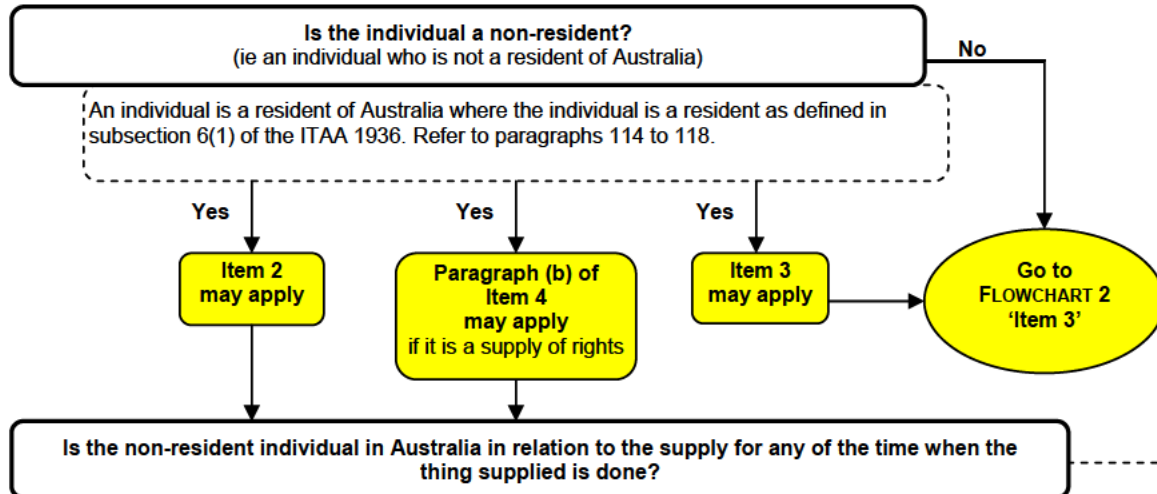 Is the individual a non-resident?
(ie an individual who is not a resident of Australia)
No
An individual is a resident of Australia where the individual is a resident as defined in
subsection 6(1) of the ITAA 1936. Refer to paragraphs 114 to 118.
Yes
Yes
Yes
Item 2
may apply
Paragraph (b) of
Item 4
may apply
if it is a supply of rights
Item 3
may apply
Go to
FLOWCHART 2
‘Item 3’
Is the non-resident individual in Australia in relation to the supply for any of the time when the
thing supplied is done?